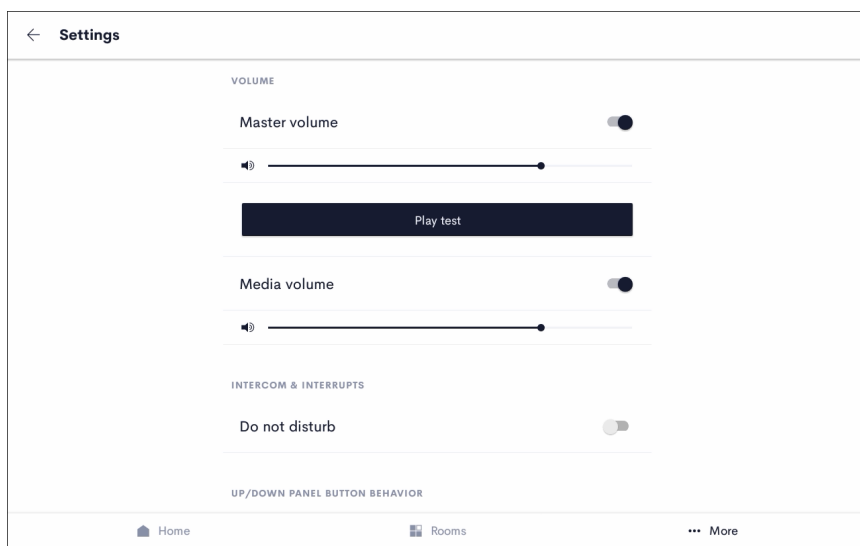 Settings
VOLUME
Master volume
Play test
Media volume
INTERCOM & INTERRUPTS
Do not disturb
UP/DOWN PANEL BUTTON BEHAVIOR
Home Rooms More